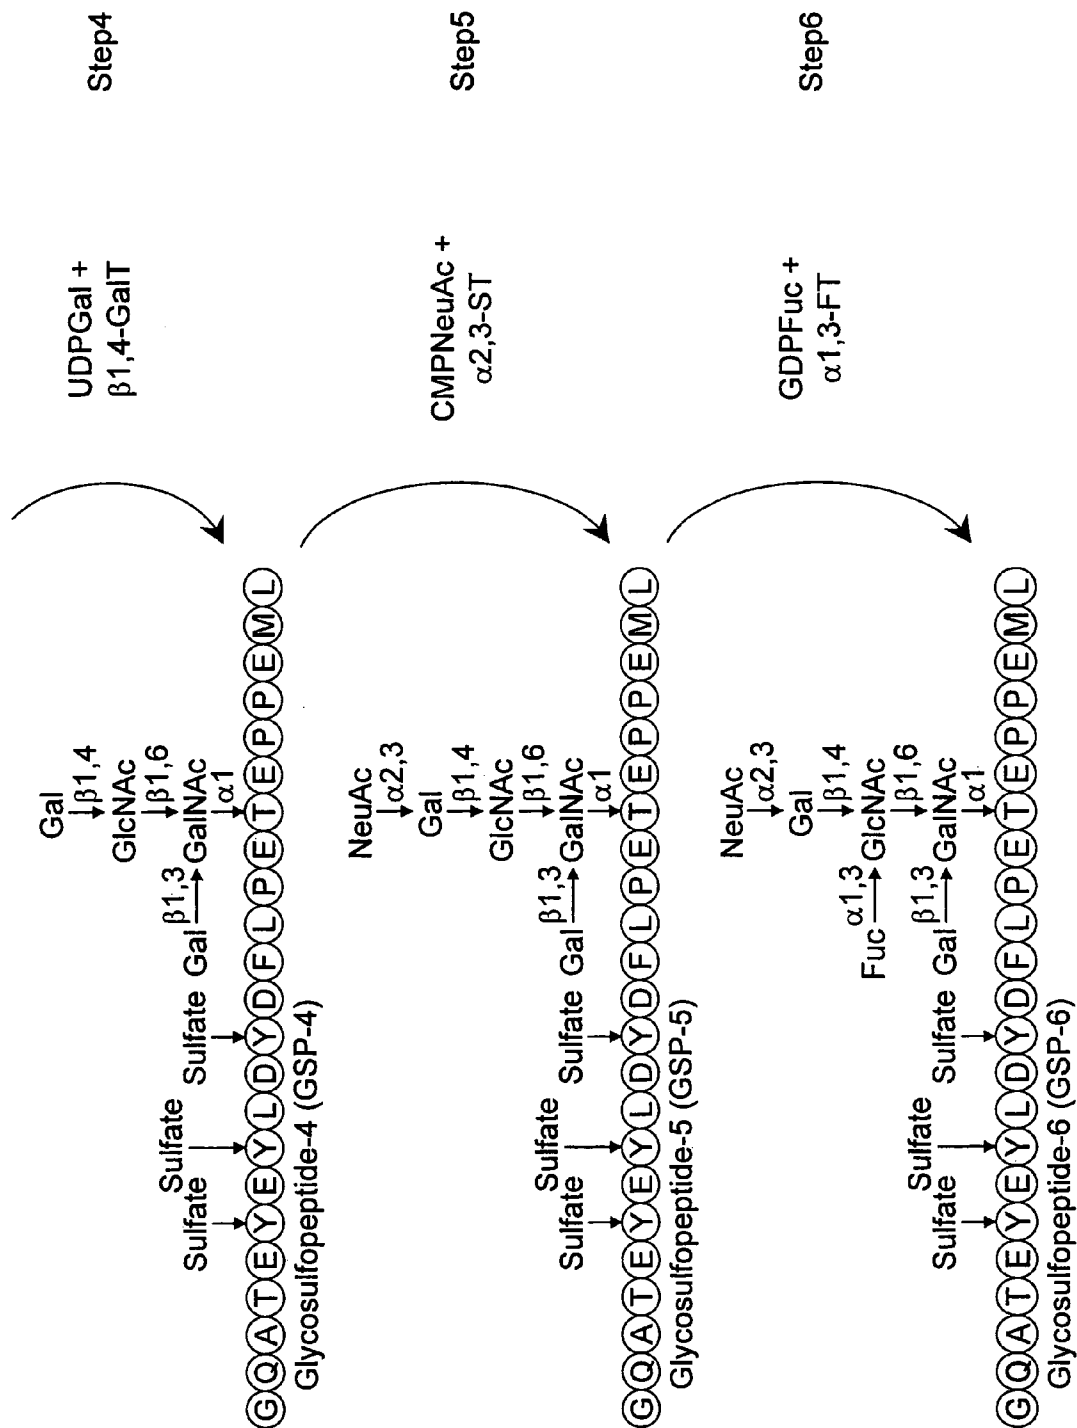 Gal
β1,4
GlcNAc
β1,6
Sulfate
Sulfate
Sulfate
Gal β1,3 GalNAc
α1
GQATEYEYLDYDFLPETEPPEML
Glycosulfopeptide-4 (GSP-4)
UDPGal +
β1,4-GalT
Step4
NeuAc
α2,3
Gal
β1,4
GlcNAc
β1,6
Sulfate
Sulfate
Sulfate
Gal β1,3 GalNAc
α1
GQATEYEYLDYDFLPETEPPEML
Glycosulfopeptide-5 (GSP-5)
CMPNeuAc +
α2,3-ST
Step5
NeuAc
α2,3
Gal
β1,4
Fuc α1,3 GlcNAc
β1,6
Sulfate
Sulfate
Sulfate
Gal β1,3 GalNAc
α1
GQATEYEYLDYDFLPETEPPEML
Glycosulfopeptide-6 (GSP-6)
GDPFuc +
α1,3-FT
Step6